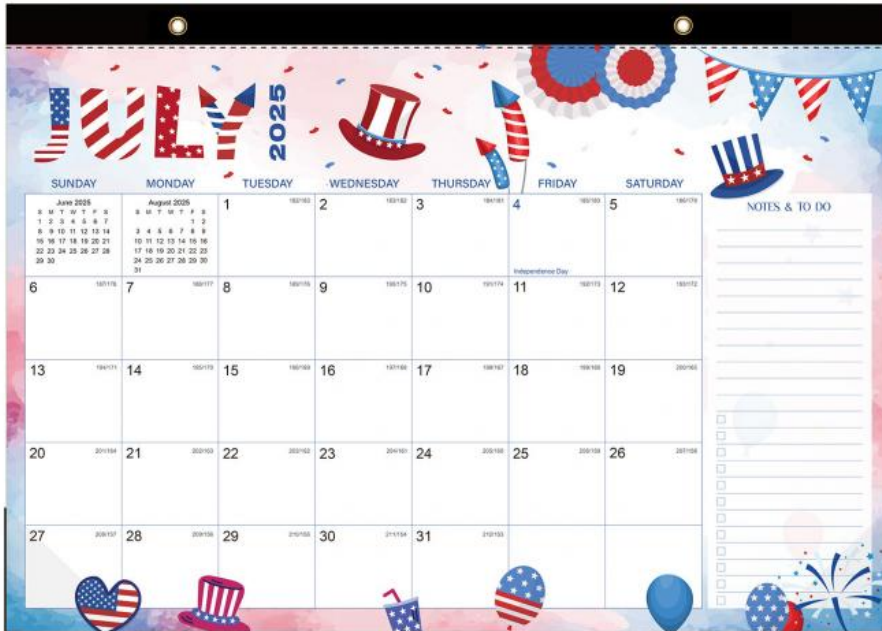 JULY 2025
SUNDAY MONDAY TUESDAY WEDNESDAY THURSDAY FRIDAY SATURDAY
NOTES & TO DO
June 2025
S M T W T F S
1 2 3 4 5 6 7
8 9 10 11 12 13 14
15 16 17 18 19 20 21
22 23 24 25 26 27 28
29 30
August 2025
S M T W T F S
1 2
3 4 5 6 7 8 9
10 11 12 13 14 15 16
17 18 19 20 21 22 23
24 25 26 27 28 29 30
31
1 2 3 4 5
Independence Day
6 7 8 9 10 11 12
13 14 15 16 17 18 19
20 21 22 23 24 25 26
27 28 29 30 31